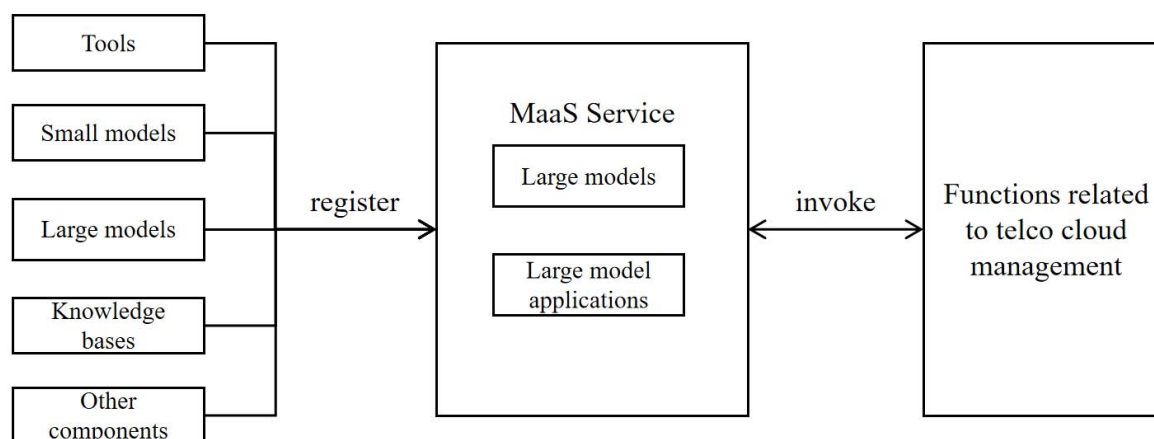 Tools
Small models
Large models
Knowledge
bases
Other
components
register
MaaS Service
Large models
Large model
applications
invoke
Functions related
to telco cloud
management